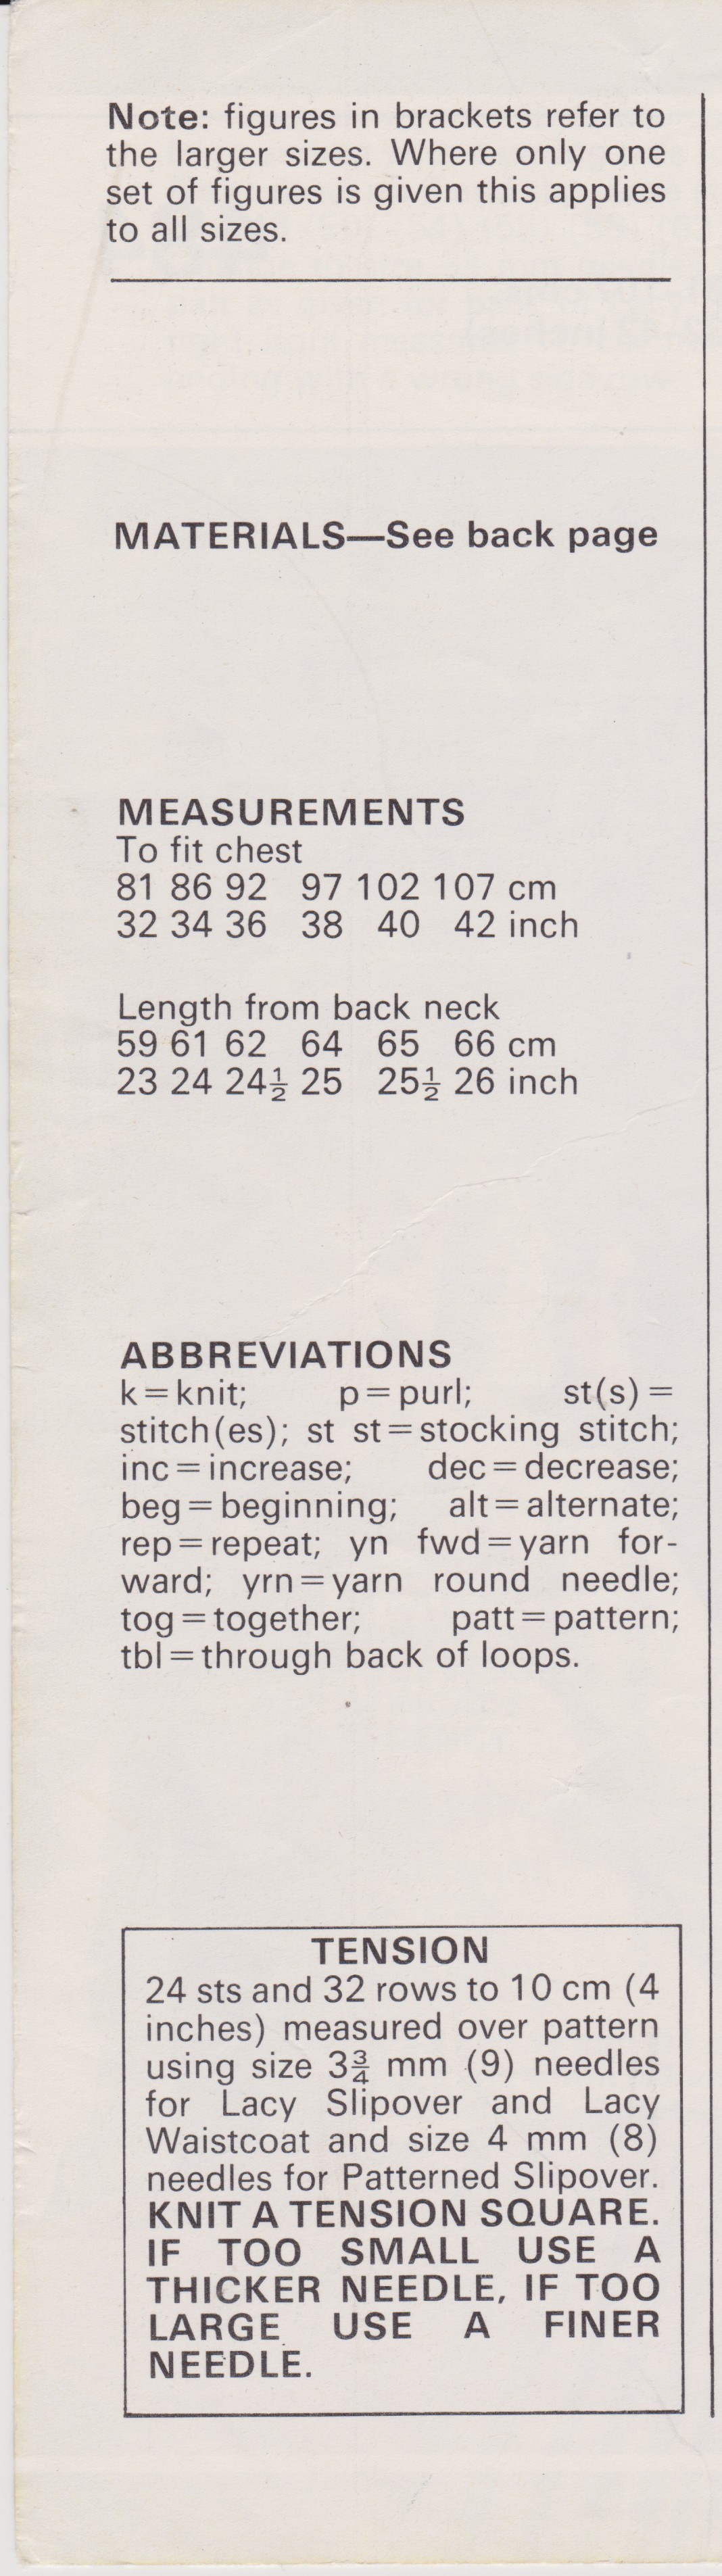 Note: figures in brackets refer to
the larger sizes. Where only one
set of figures is given this applies
to all sizes.
MATERIALS—See back page
MEASUREMENTS
To fit chest
81 86 92 97 102 107 cm
32 34 36 38 40 42 inch
Length from back neck
59 61 62 64 65 66 cm
23 24 24½ 25 25½ 26 inch
ABBREVIATIONS
k=knit; p=purl; st(s)=
stitch(es); st st=stocking stitch;
inc=increase; dec=decrease;
beg=beginning; alt=alternate;
rep=repeat; yn fwd=yarn for-
ward; yrn=yarn round needle;
tog=together; patt=pattern;
tbl=through back of loops.
TENSION
24 sts and 32 rows to 10 cm (4
inches) measured over pattern
using size 3¾ mm (9) needles
for Lacy Slipover and Lacy
Waistcoat and size 4 mm (8)
needles for Patterned Slipover.
KNIT A TENSION SQUARE.
IF TOO SMALL USE A
THICKER NEEDLE, IF TOO
LARGE USE A FINER
NEEDLE.